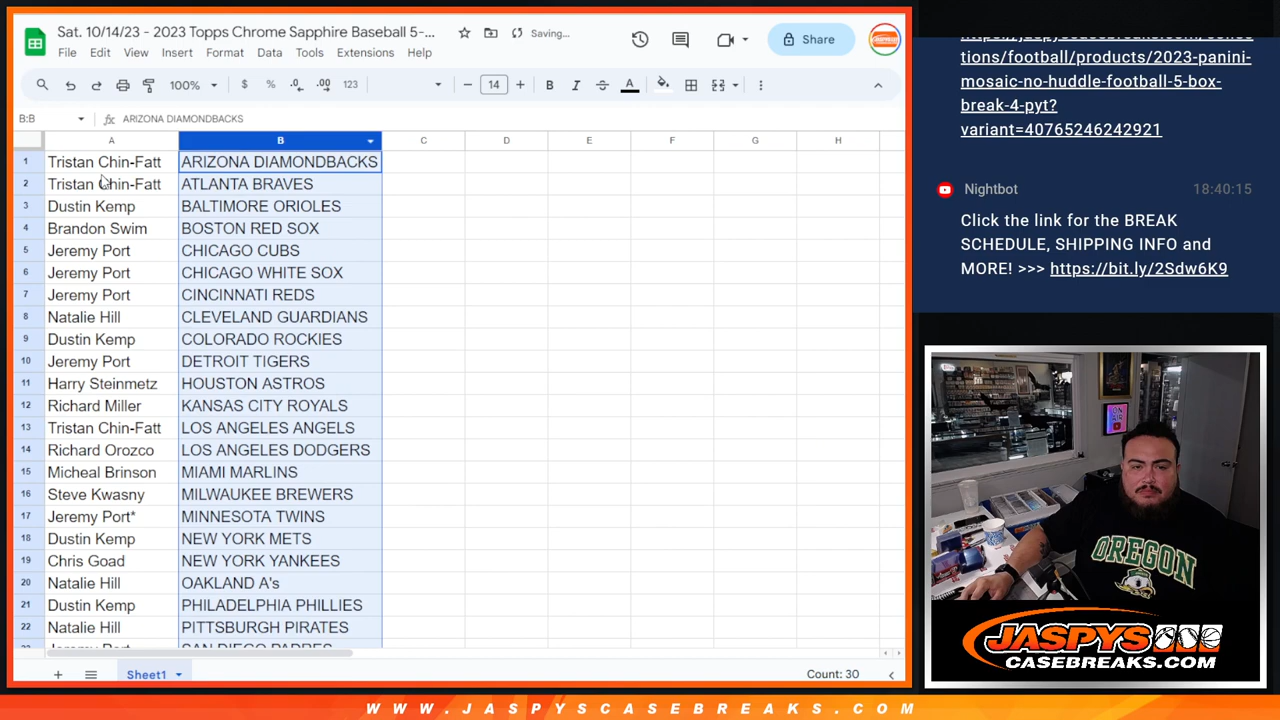 Sat. 10/14/23 - 2023 Topps Chrome Sapphire Baseball 5-...
Saving...
File Edit View Insert Format Data Tools Extensions Help
Share
100% $ % .0 .00 123 14 B I S A
B:B fx ARIZONA DIAMONDBACKS
A B C D E F G H
1 Tristan Chin-Fatt ARIZONA DIAMONDBACKS
2 Tristan Chin-Fatt ATLANTA BRAVES
3 Dustin Kemp BALTIMORE ORIOLES
4 Brandon Swim BOSTON RED SOX
5 Jeremy Port CHICAGO CUBS
6 Jeremy Port CHICAGO WHITE SOX
7 Jeremy Port CINCINNATI REDS
8 Natalie Hill CLEVELAND GUARDIANS
9 Dustin Kemp COLORADO ROCKIES
10 Jeremy Port DETROIT TIGERS
11 Harry Steinmetz HOUSTON ASTROS
12 Richard Miller KANSAS CITY ROYALS
13 Tristan Chin-Fatt LOS ANGELES ANGELS
14 Richard Orozco LOS ANGELES DODGERS
15 Micheal Brinson MIAMI MARLINS
16 Steve Kwasny MILWAUKEE BREWERS
17 Jeremy Port* MINNESOTA TWINS
18 Dustin Kemp NEW YORK METS
19 Chris Goad NEW YORK YANKEES
20 Natalie Hill OAKLAND A's
21 Dustin Kemp PHILADELPHIA PHILLIES
22 Natalie Hill PITTSBURGH PIRATES
Jeremy Port SAN DIEGO PADRES
Sheet1
Count: 30
tions/football/products/2023-panini-
mosaic-no-huddle-football-5-box-
break-4-pyt?
variant=40765246242921
Nightbot 18:40:15
Click the link for the BREAK
SCHEDULE, SHIPPING INFO and
MORE! >>> https://bit.ly/2Sdw6K9
ON
AIR
OREGON
JASPYS
CASEBREAKS.COM
WWW.JASPYSCASEBREAKS.COM